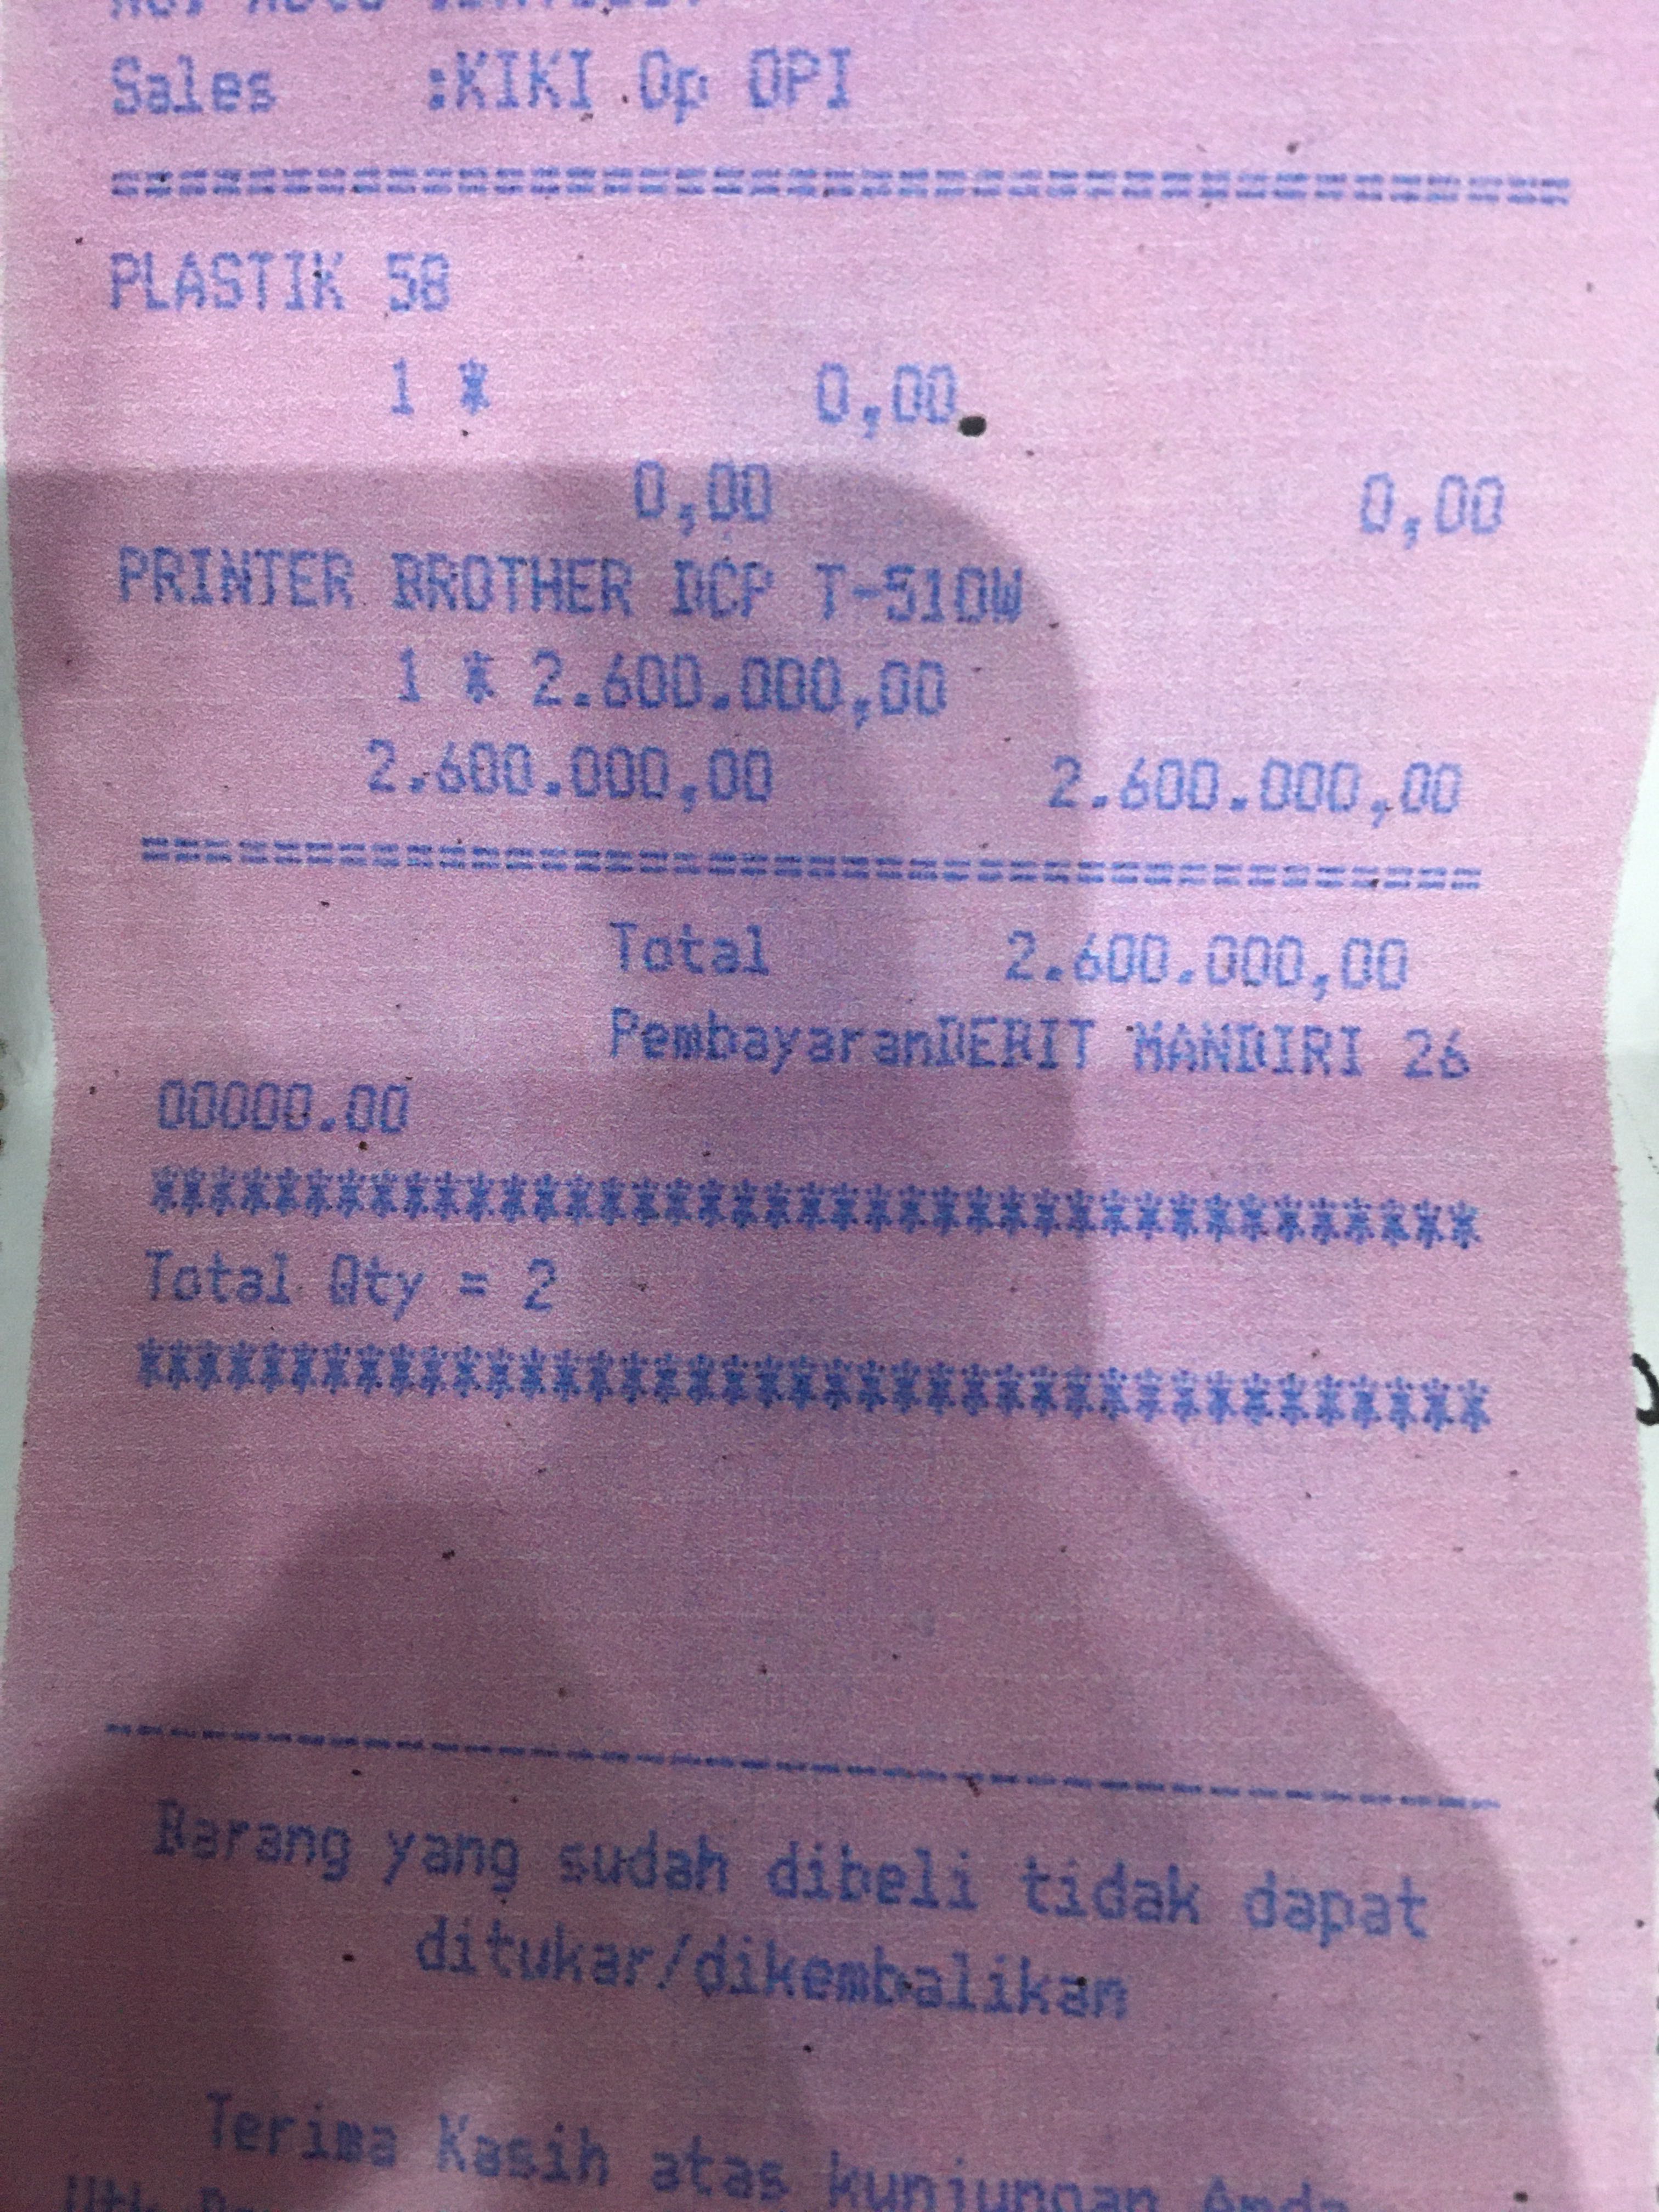 Sales :KIKI Op OPI
===========================================
PLASTIK 58
1 * 0,00
0,00 0,00
PRINTER BROTHER DCP T-510W
1 * 2.600.000,00
2.600.000,00 2.600.000,00
========================================
Total 2.600.000,00
PembayaranDEBIT MANDIRI 26
00000.00
****************************************
Total Qty = 2
****************************************
----------------------------------------
Barang yang sudah dibeli tidak dapat
ditukar/dikembalikan
Terima Kasih atas kunjungan Anda